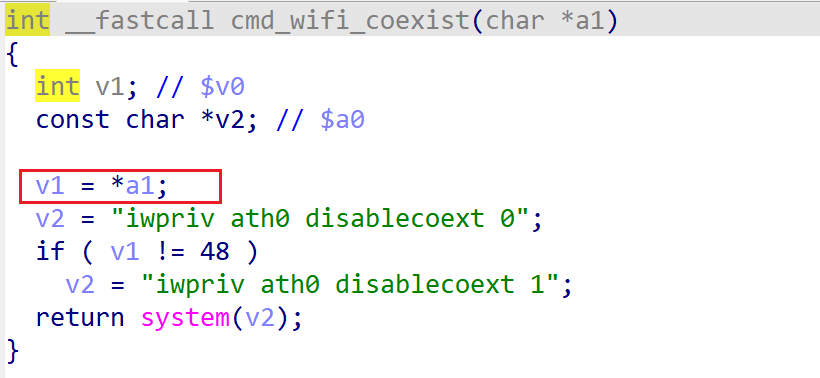 int __fastcall cmd_wifi_coexist(char *a1)
{
int v1; // $v0
const char *v2; // $a0
v1 = *a1;
v2 = "iwpriv ath0 disablecoext 0";
if ( v1 != 48 )
v2 = "iwpriv ath0 disablecoext 1";
return system(v2);
}